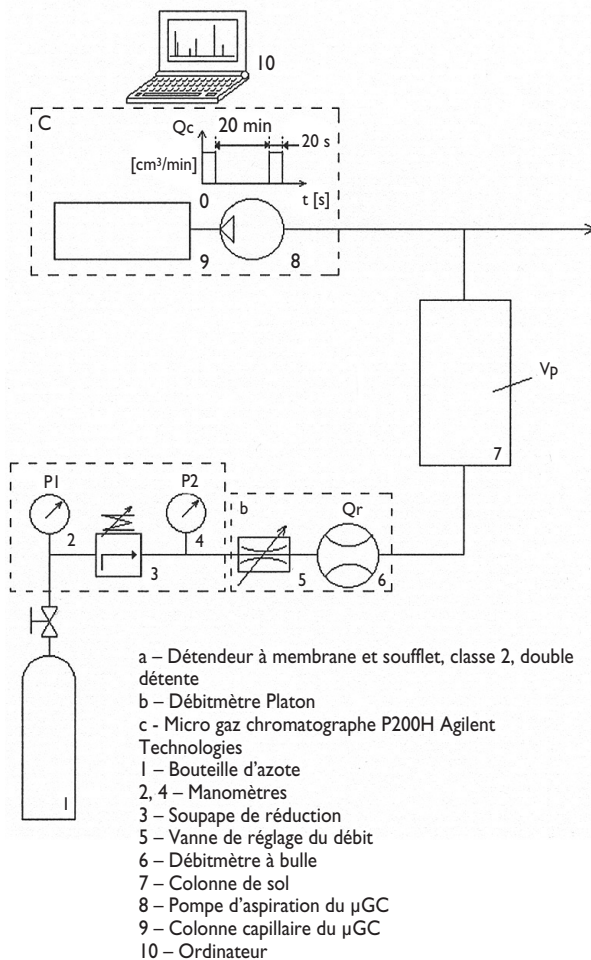 10
C
Qc
20 min
20 s
[cm³/min]
0
t [s]
9
8
Vp
7
P1
P2
b
Qr
2
4
3
5
6
1
a – Détendeur à membrane et soufflet, classe 2, double
détente
b – Débitmètre Platon
c - Micro gaz chromatographe P200H Agilent
Technologies
1 – Bouteille d'azote
2, 4 – Manomètres
3 – Soupape de réduction
5 – Vanne de réglage du débit
6 – Débitmètre à bulle
7 – Colonne de sol
8 – Pompe d'aspiration du µGC
9 – Colonne capillaire du µGC
10 – Ordinateur